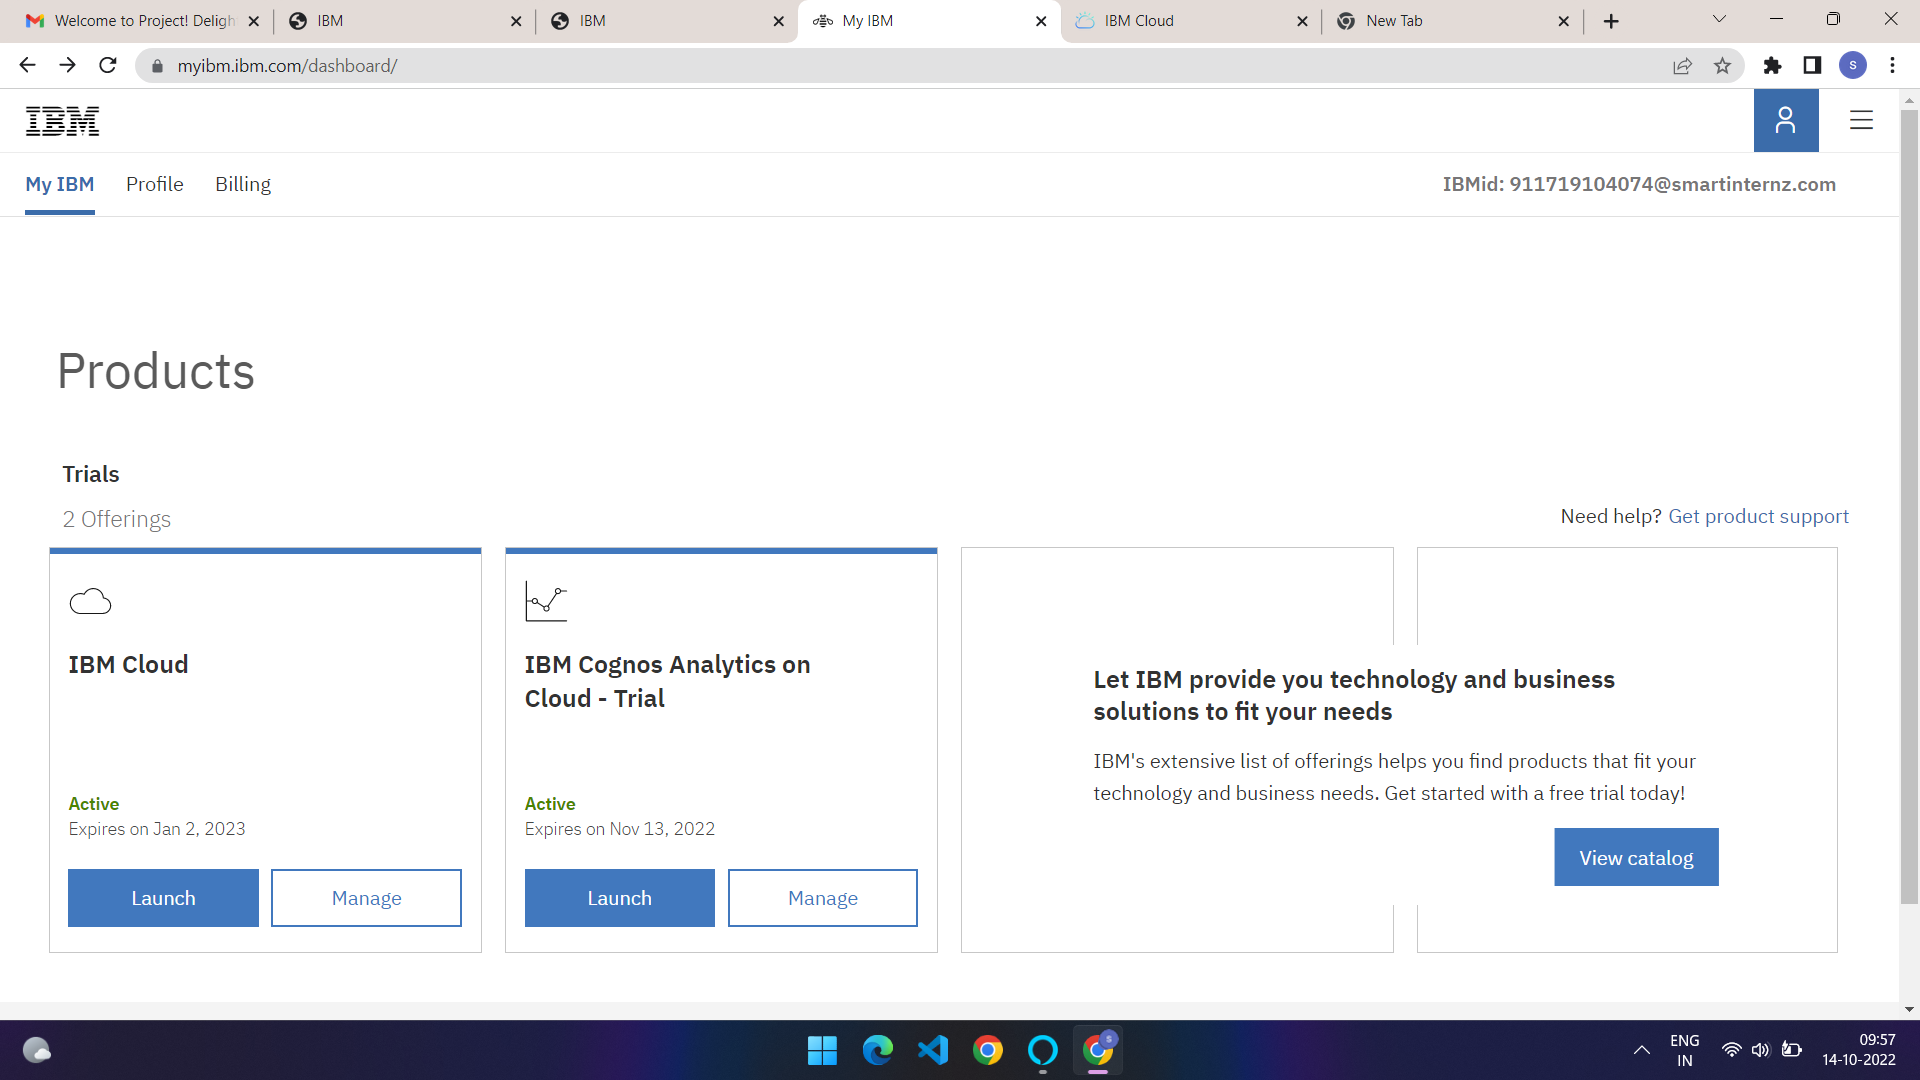 Welcome to Project! Deligh
IBM
IBM
My IBM
IBM Cloud
New Tab
myibm.ibm.com/dashboard/
S
IBM
My IBM
Profile
Billing
IBMid: 911719104074@smartinternz.com
Products
Trials
2 Offerings
Need help? Get product support
IBM Cloud
Active
Expires on Jan 2, 2023
Launch
Manage
IBM Cognos Analytics on
Cloud - Trial
Active
Expires on Nov 13, 2022
Launch
Manage
Let IBM provide you technology and business
solutions to fit your needs
IBM's extensive list of offerings helps you find products that fit your
technology and business needs. Get started with a free trial today!
View catalog
S
ENG
IN
09:57
14-10-2022